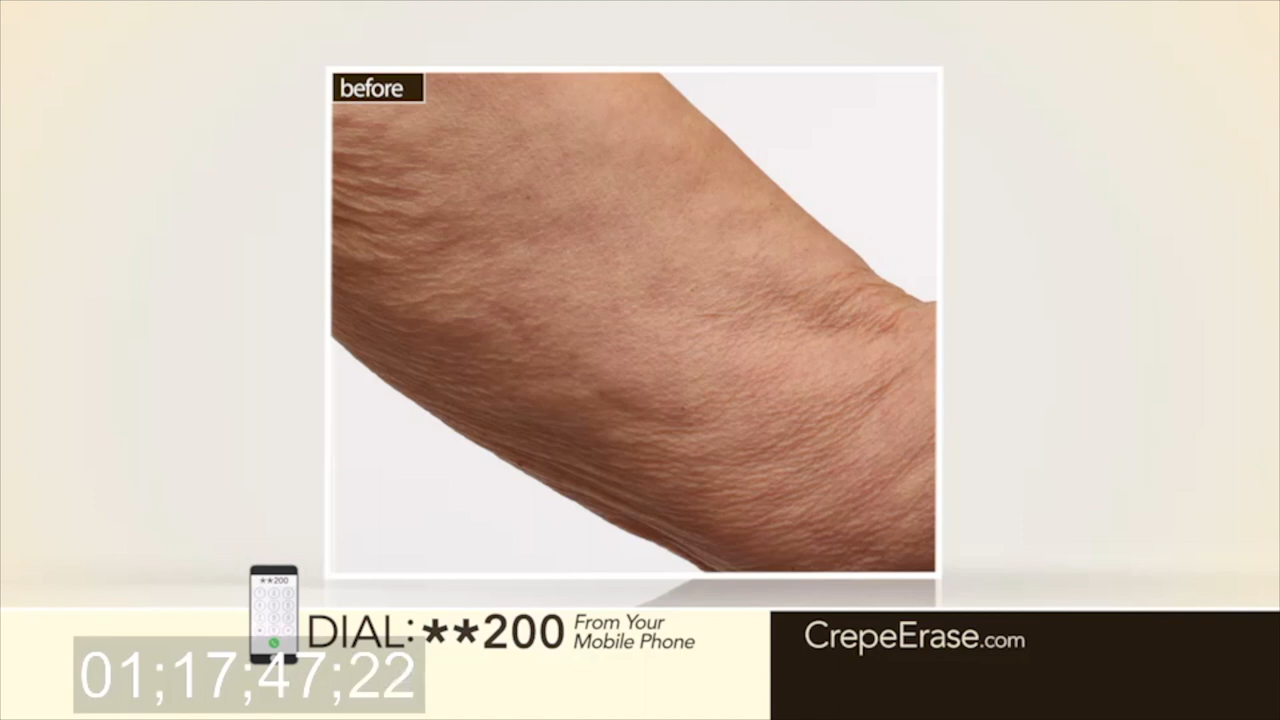 before
**200
DIAL: **200 From Your
Mobile Phone
CrepeErase.com
01;17;47;22